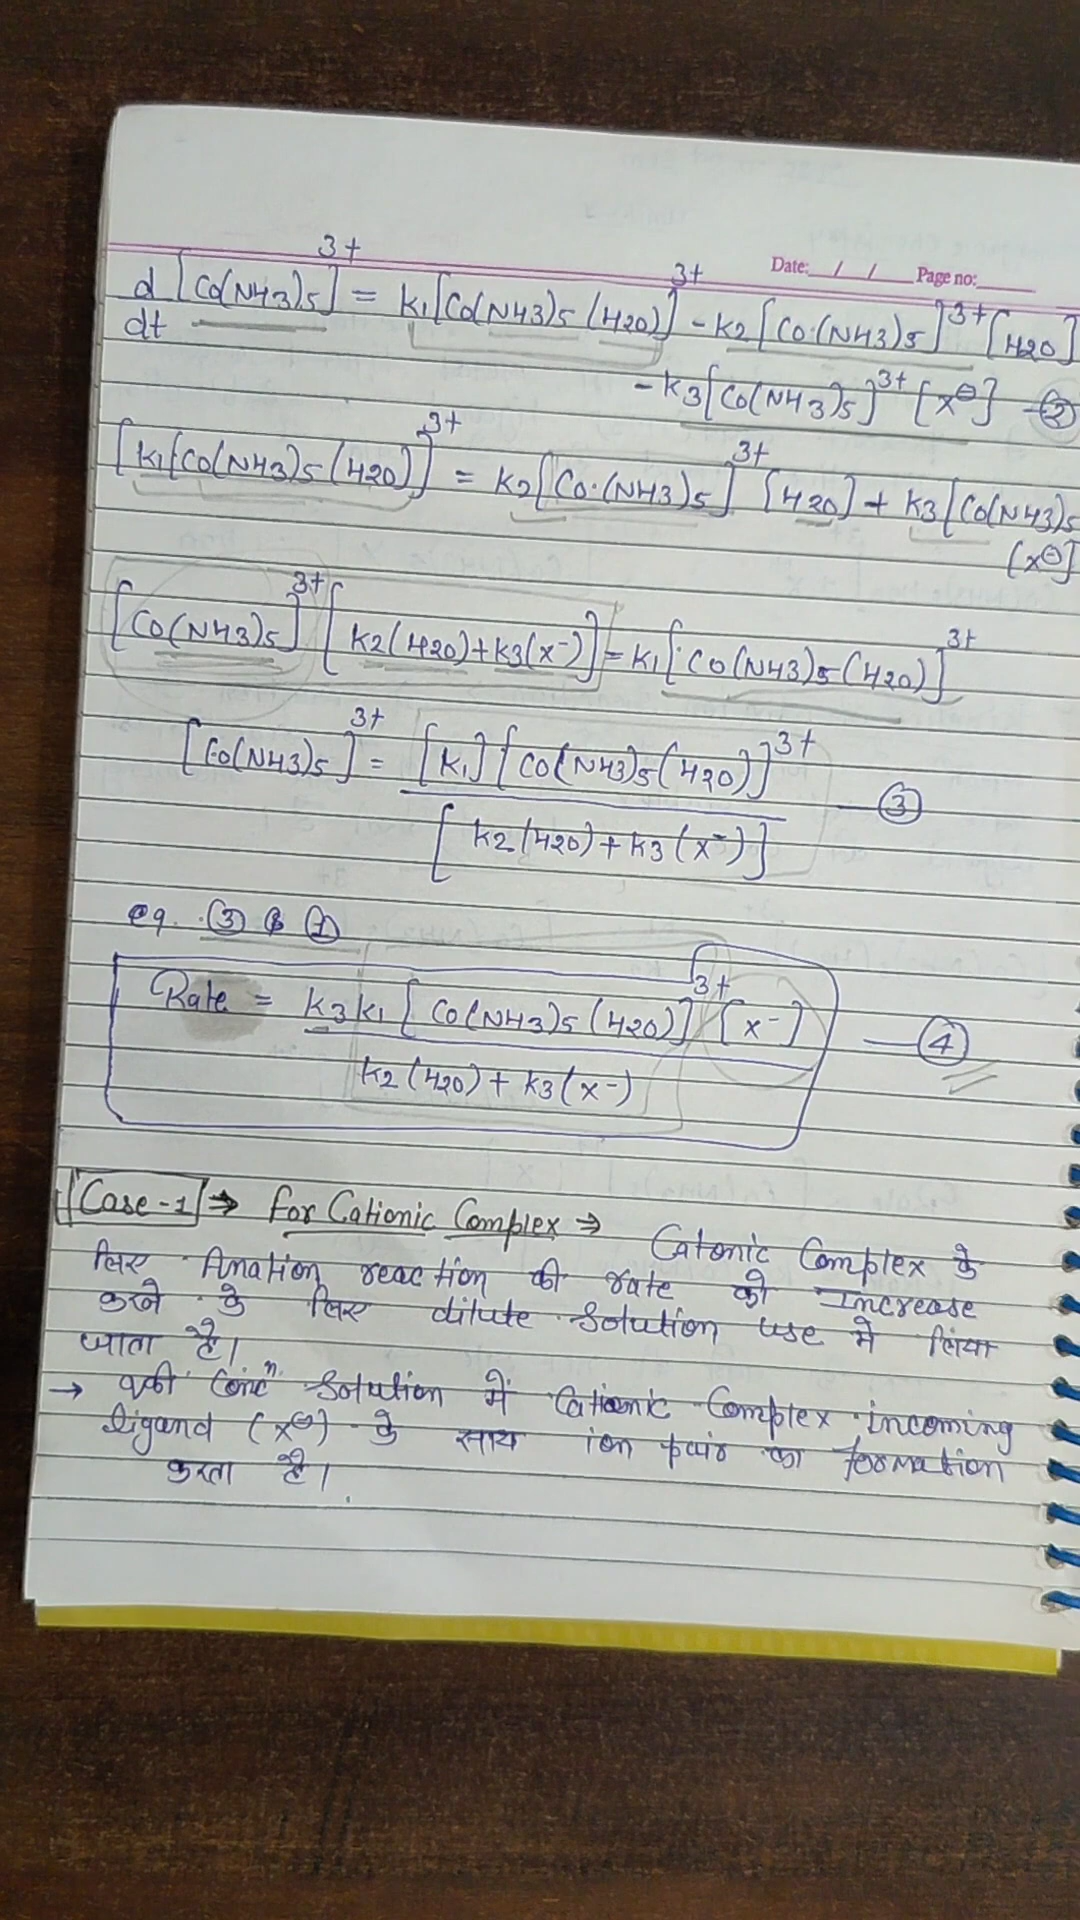 Date: / / Page no:
d/dt [Co(NH3)5]3+ = K1[Co(NH3)5 (H2O)]3+ - K2 [Co.(NH3)5]3+ [H2O]
- K3[Co(NH3)5]3+ [x⊖] - ②
[K1[Co(NH3)5 (H2O)]3+ = K2[Co.(NH3)5]3+ [H2O] + K3[Co(NH3)5
[x⊖]
[Co(NH3)5]3+ [K2(H2O)+K3(x-)] = K1[Co(NH3)5(H2O)]3+
[Co(NH3)5]3+ = [K1][Co(NH3)5(H2O)]3+ — ③
[K2(H2O)+K3(x-)]
eq. ③ & ①
Rate = K3K1[Co(NH3)5(H2O)]3+ [x-] — ④
K2(H2O)+K3(x-)
Case-1 ⇒ for Cationic Complex ⇒ Catonic Complex के
लिए Anation reaction की rate को Increase
करने के लिए dilute Solution use मे लिया
जाता है।
→ Concn Solution में Cationic Complex incoming
ligand (x⊖) के साथ ion pair का formation
करता है।